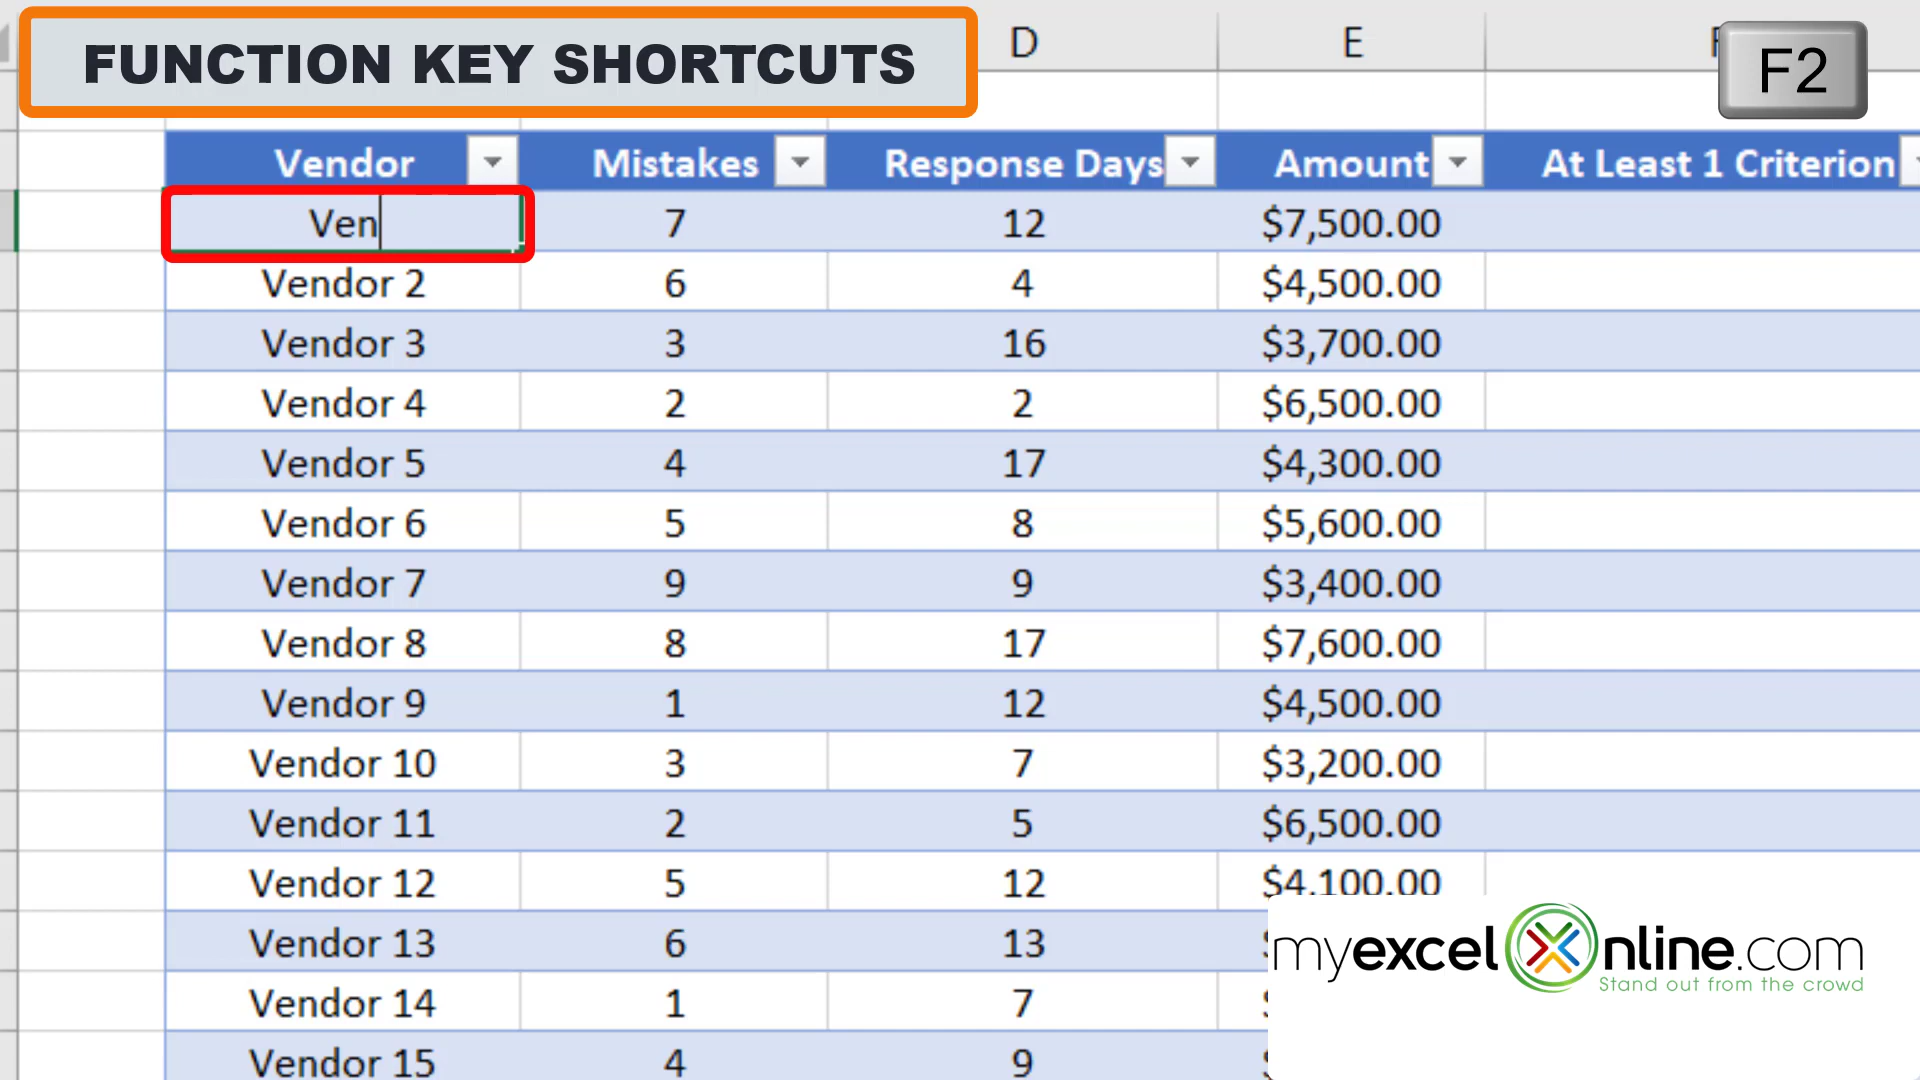 FUNCTION KEY SHORTCUTS
D E F2
Vendor Mistakes Response Days Amount At Least 1 Criterion
Ven 7 12 $7,500.00
Vendor 2 6 4 $4,500.00
Vendor 3 3 16 $3,700.00
Vendor 4 2 2 $6,500.00
Vendor 5 4 17 $4,300.00
Vendor 6 5 8 $5,600.00
Vendor 7 9 9 $3,400.00
Vendor 8 8 17 $7,600.00
Vendor 9 1 12 $4,500.00
Vendor 10 3 7 $3,200.00
Vendor 11 2 5 $6,500.00
Vendor 12 5 12 $4,100.00
Vendor 13 6 13
Vendor 14 1 7
Vendor 15 4 9
myexcelOnline.com
Stand out from the crowd